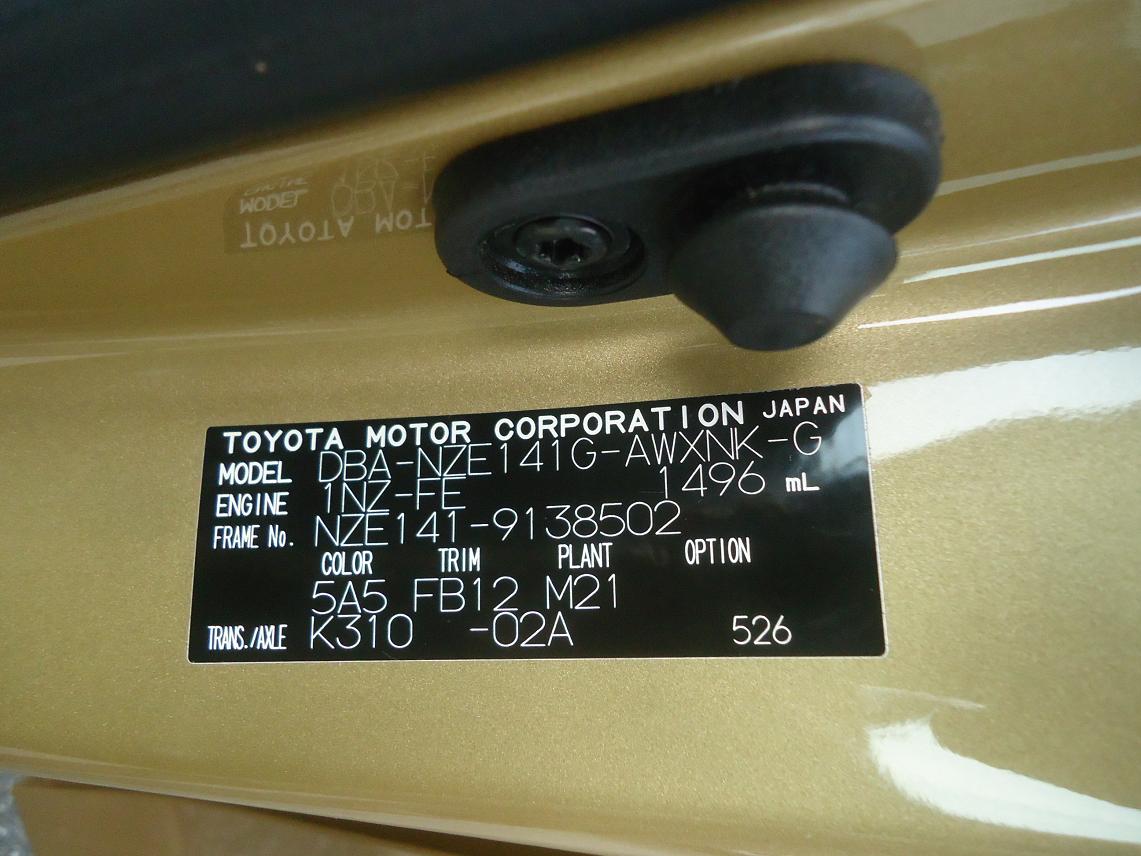 TOYOTA MOTOR CORPORATION JAPAN
MODEL DBA-NZE141G-AWXNK-G
ENGINE 1NZ-FE 1496 mL
FRAME No. NZE141-9138502
COLOR TRIM PLANT OPTION
5A5 FB12 M21
TRANS./AXLE K310 -02A 526